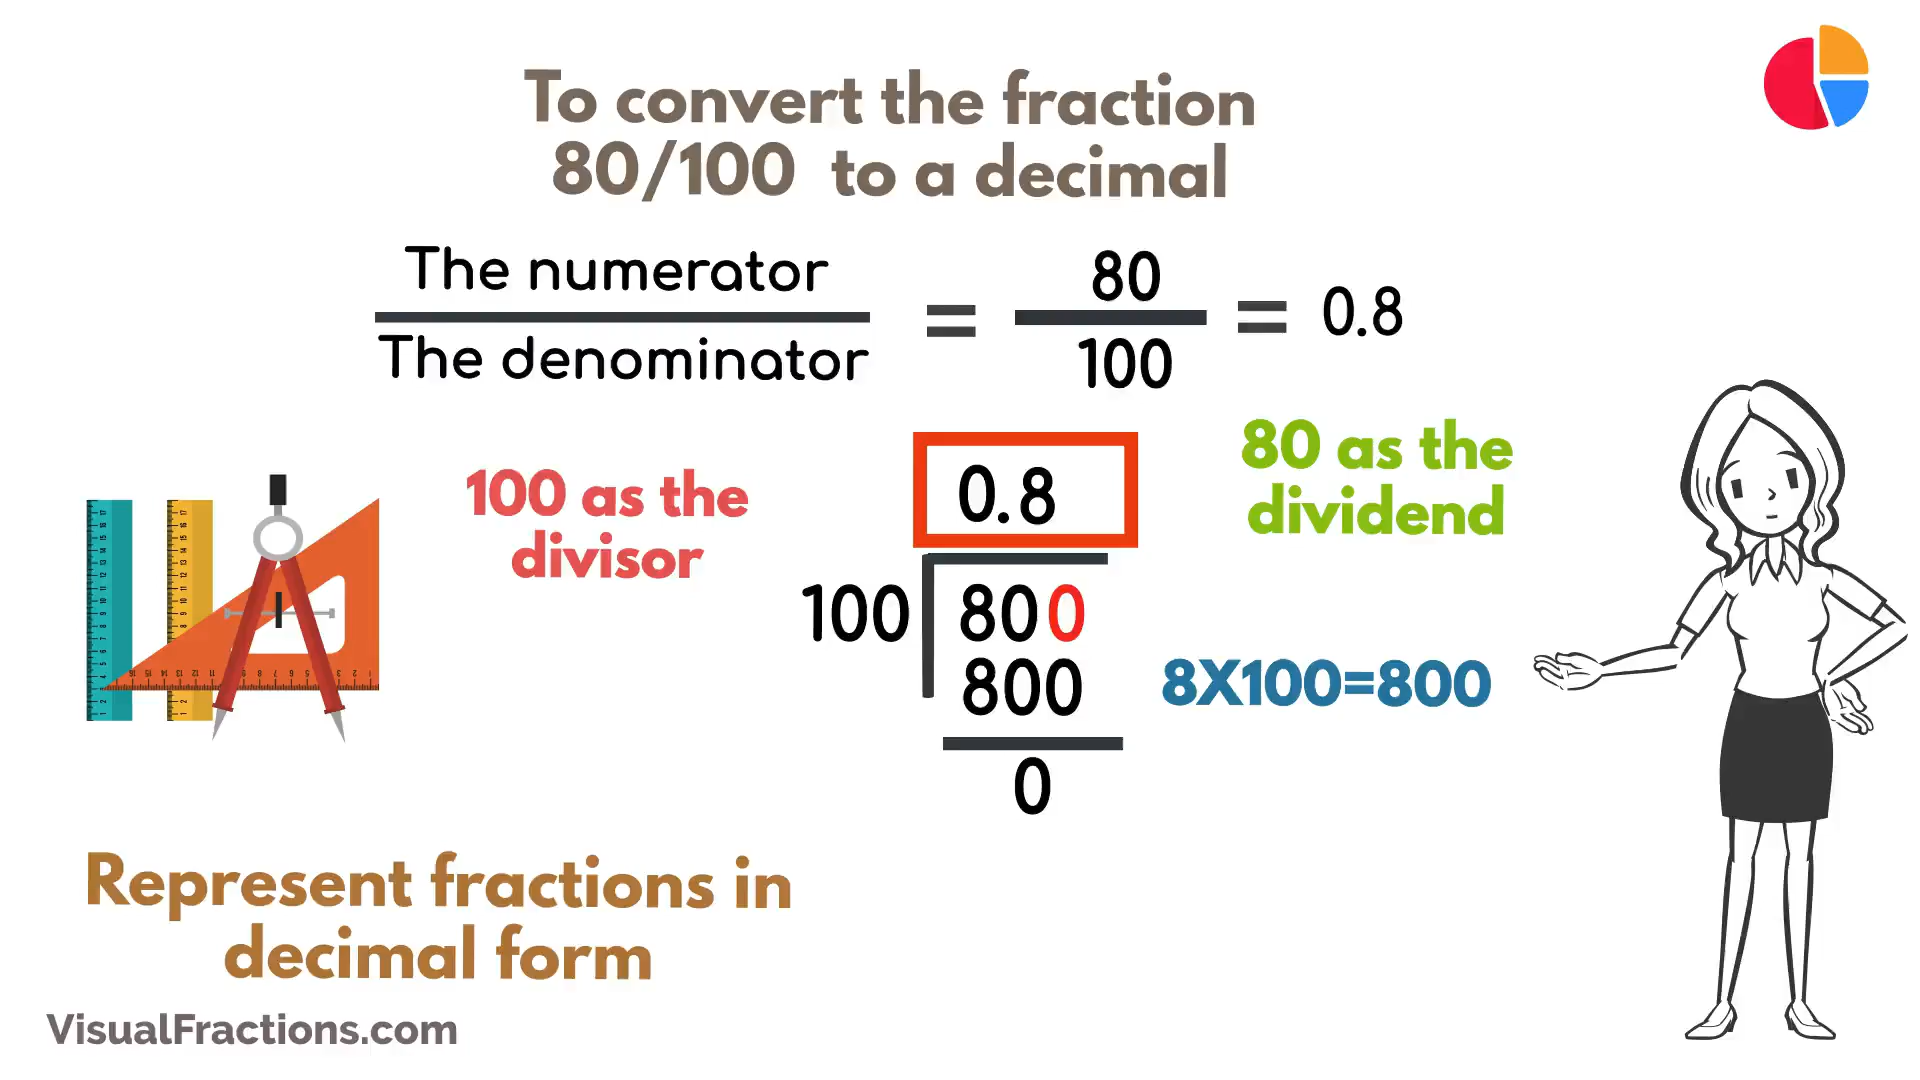 To convert the fraction
80/100 to a decimal
The numerator
The denominator
=
80
100
= 0.8
100 as the
divisor
80 as the
dividend
0.8
100
800
800
8X100=800
0
Represent fractions in
decimal form
VisualFractions.com